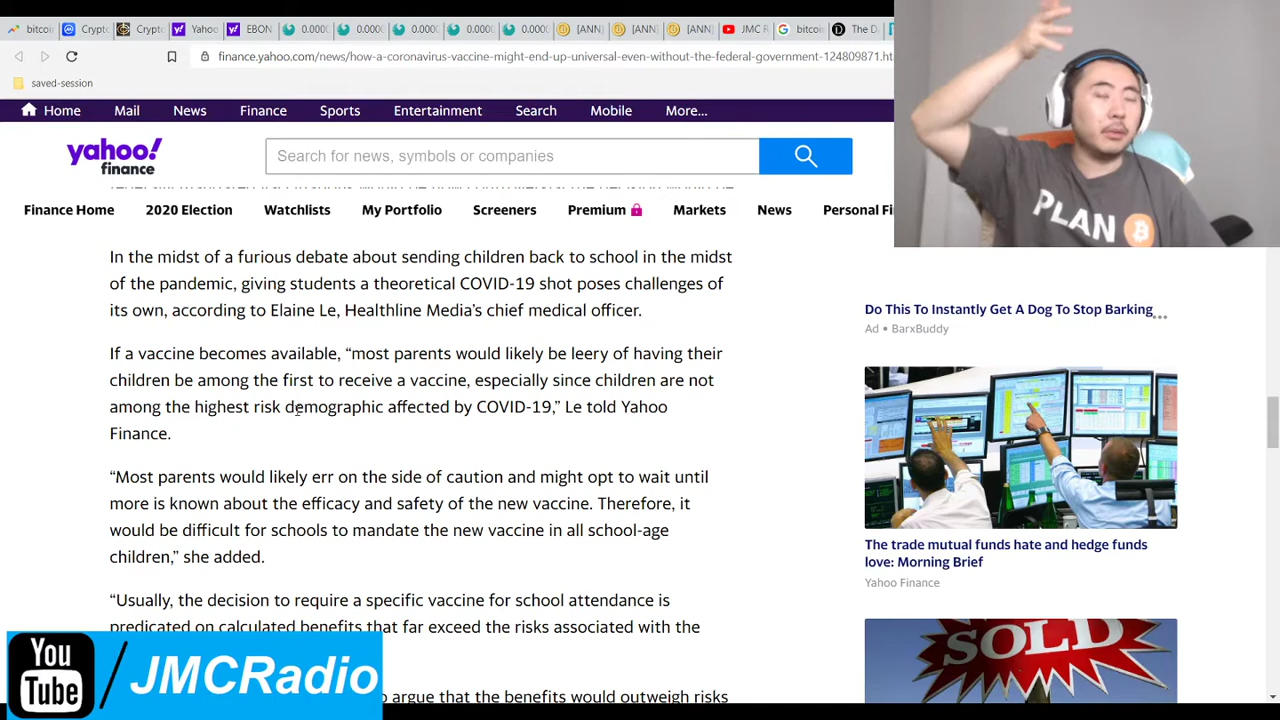 bitcoi
Crypto
Crypto
Yahoo
EBON
0.0000
0.0000
0.0000
0.0000
0.0000
[ANN]
[ANN]
[ANN]
JMC R
bitcoi
The D.
finance.yahoo.com/news/how-a-coronavirus-vaccine-might-end-up-universal-even-without-the-federal-government-124809871.ht
saved-session
Home Mail News Finance Sports Entertainment Search Mobile More...
yahoo!
finance
Search for news, symbols or companies
Finance Home 2020 Election Watchlists My Portfolio Screeners Premium Markets News Personal Fi
In the midst of a furious debate about sending children back to school in the midst
of the pandemic, giving students a theoretical COVID-19 shot poses challenges of
its own, according to Elaine Le, Healthline Media's chief medical officer.
If a vaccine becomes available, “most parents would likely be leery of having their
children be among the first to receive a vaccine, especially since children are not
among the highest risk demographic affected by COVID-19,” Le told Yahoo
Finance.
“Most parents would likely err on the side of caution and might opt to wait until
more is known about the efficacy and safety of the new vaccine. Therefore, it
would be difficult for schools to mandate the new vaccine in all school-age
children,” she added.
“Usually, the decision to require a specific vaccine for school attendance is
predicated on calculated benefits that far exceed the risks associated with the
argue that the benefits would outweigh risks
Do This To Instantly Get A Dog To Stop Barking
Ad • BarxBuddy
The trade mutual funds hate and hedge funds
love: Morning Brief
Yahoo Finance
SOLD
PLAN B
You
Tube
/JMCRadio